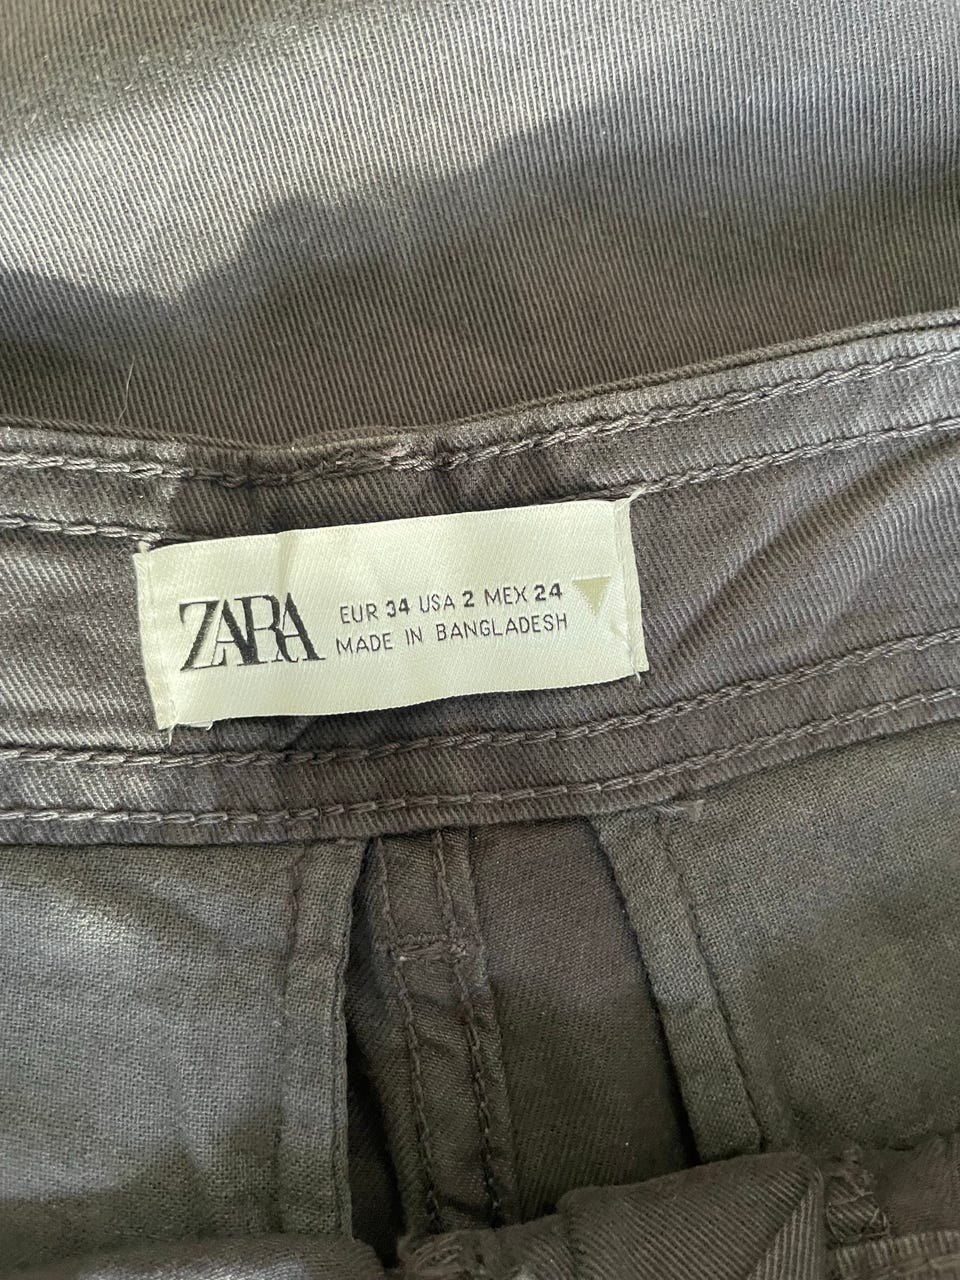 ZARA
EUR 34 USA 2 MEX 24
MADE IN BANGLADESH